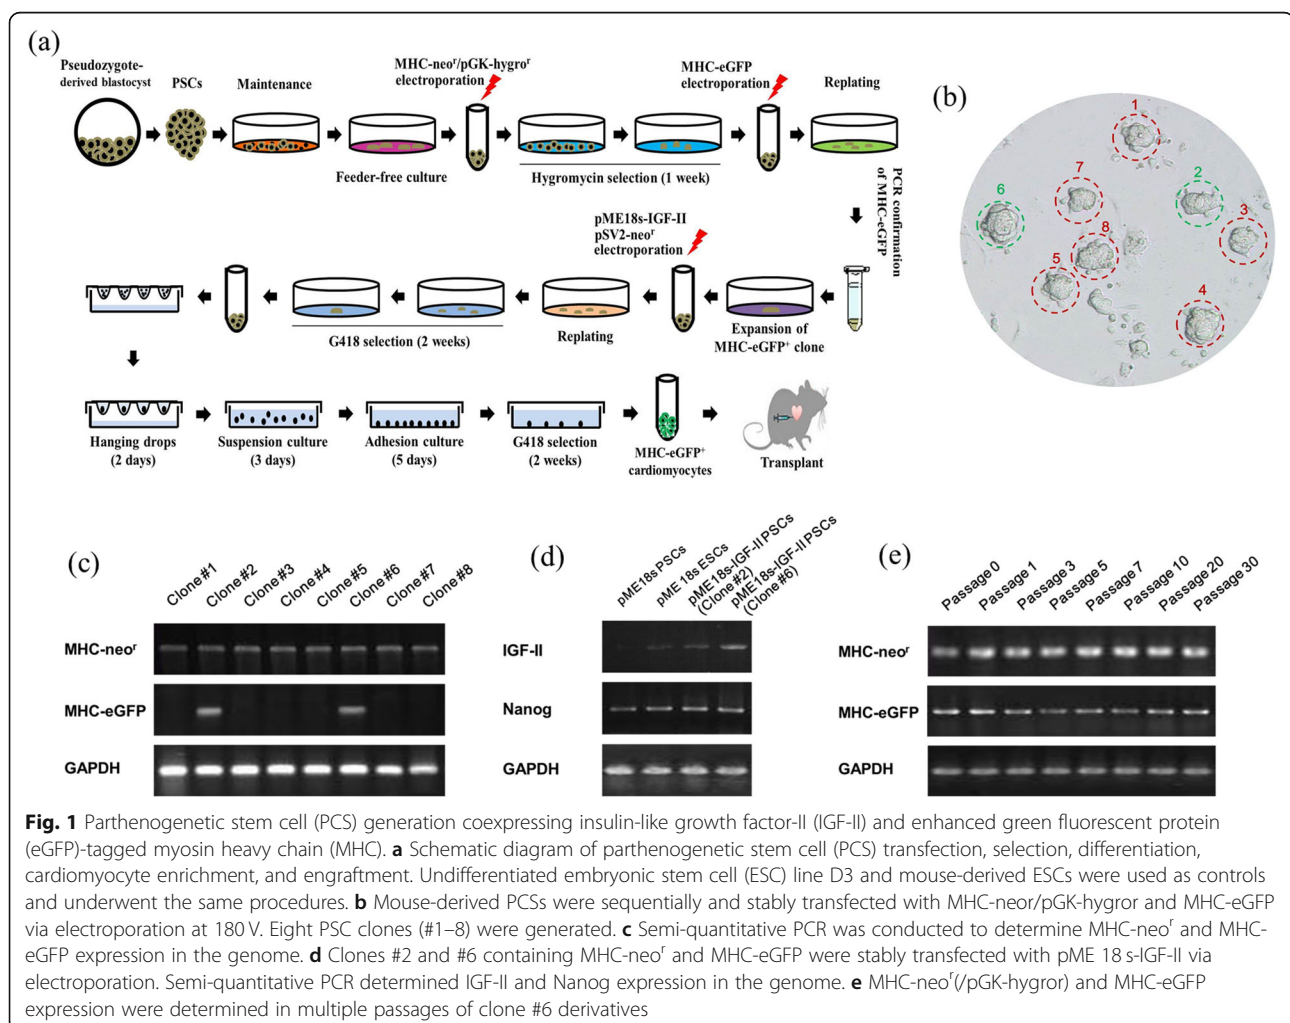 (a)
Pseudozygote-
derived blastocyst
PSCs
Maintenance
MHC-neoʳ/pGK-hygroʳ
electroporation
MHC-eGFP
electroporation
Replating
Feeder-free culture
Hygromycin selection (1 week)
PCR confirmation
of MHC-eGFP
pME18s-IGF-II
pSV2-neoʳ
electroporation
G418 selection (2 weeks)
Replating
Expansion of
MHC-eGFP⁺ clone
Hanging drops
(2 days)
Suspension culture
(3 days)
Adhesion culture
(5 days)
G418 selection
(2 weeks)
MHC-eGFP⁺
cardiomyocytes
Transplant
(b)
1
2
3
4
5
6
7
8
(c)
Clone #1
Clone #2
Clone #3
Clone #4
Clone #5
Clone #6
Clone #7
Clone #8
MHC-neoʳ
MHC-eGFP
GAPDH
(d)
pME18s PSCs
pME 18s ESCs
pME18s-IGF-II PSCs
(Clone #2)
pME18s-IGF-II PSCs
(Clone #6)
IGF-II
Nanog
GAPDH
(e)
Passage 0
Passage 1
Passage 3
Passage 5
Passage 7
Passage 10
Passage 20
Passage 30
MHC-neoʳ
MHC-eGFP
GAPDH
Fig. 1 Parthenogenetic stem cell (PCS) generation coexpressing insulin-like growth factor-II (IGF-II) and enhanced green fluorescent protein
(eGFP)-tagged myosin heavy chain (MHC). a Schematic diagram of parthenogenetic stem cell (PCS) transfection, selection, differentiation,
cardiomyocyte enrichment, and engraftment. Undifferentiated embryonic stem cell (ESC) line D3 and mouse-derived ESCs were used as controls
and underwent the same procedures. b Mouse-derived PCSs were sequentially and stably transfected with MHC-neor/pGK-hygror and MHC-eGFP
via electroporation at 180 V. Eight PSC clones (#1–8) were generated. c Semi-quantitative PCR was conducted to determine MHC-neoʳ and MHC-
eGFP expression in the genome. d Clones #2 and #6 containing MHC-neoʳ and MHC-eGFP were stably transfected with pME 18 s-IGF-II via
electroporation. Semi-quantitative PCR determined IGF-II and Nanog expression in the genome. e MHC-neoʳ(/pGK-hygror) and MHC-eGFP
expression were determined in multiple passages of clone #6 derivatives